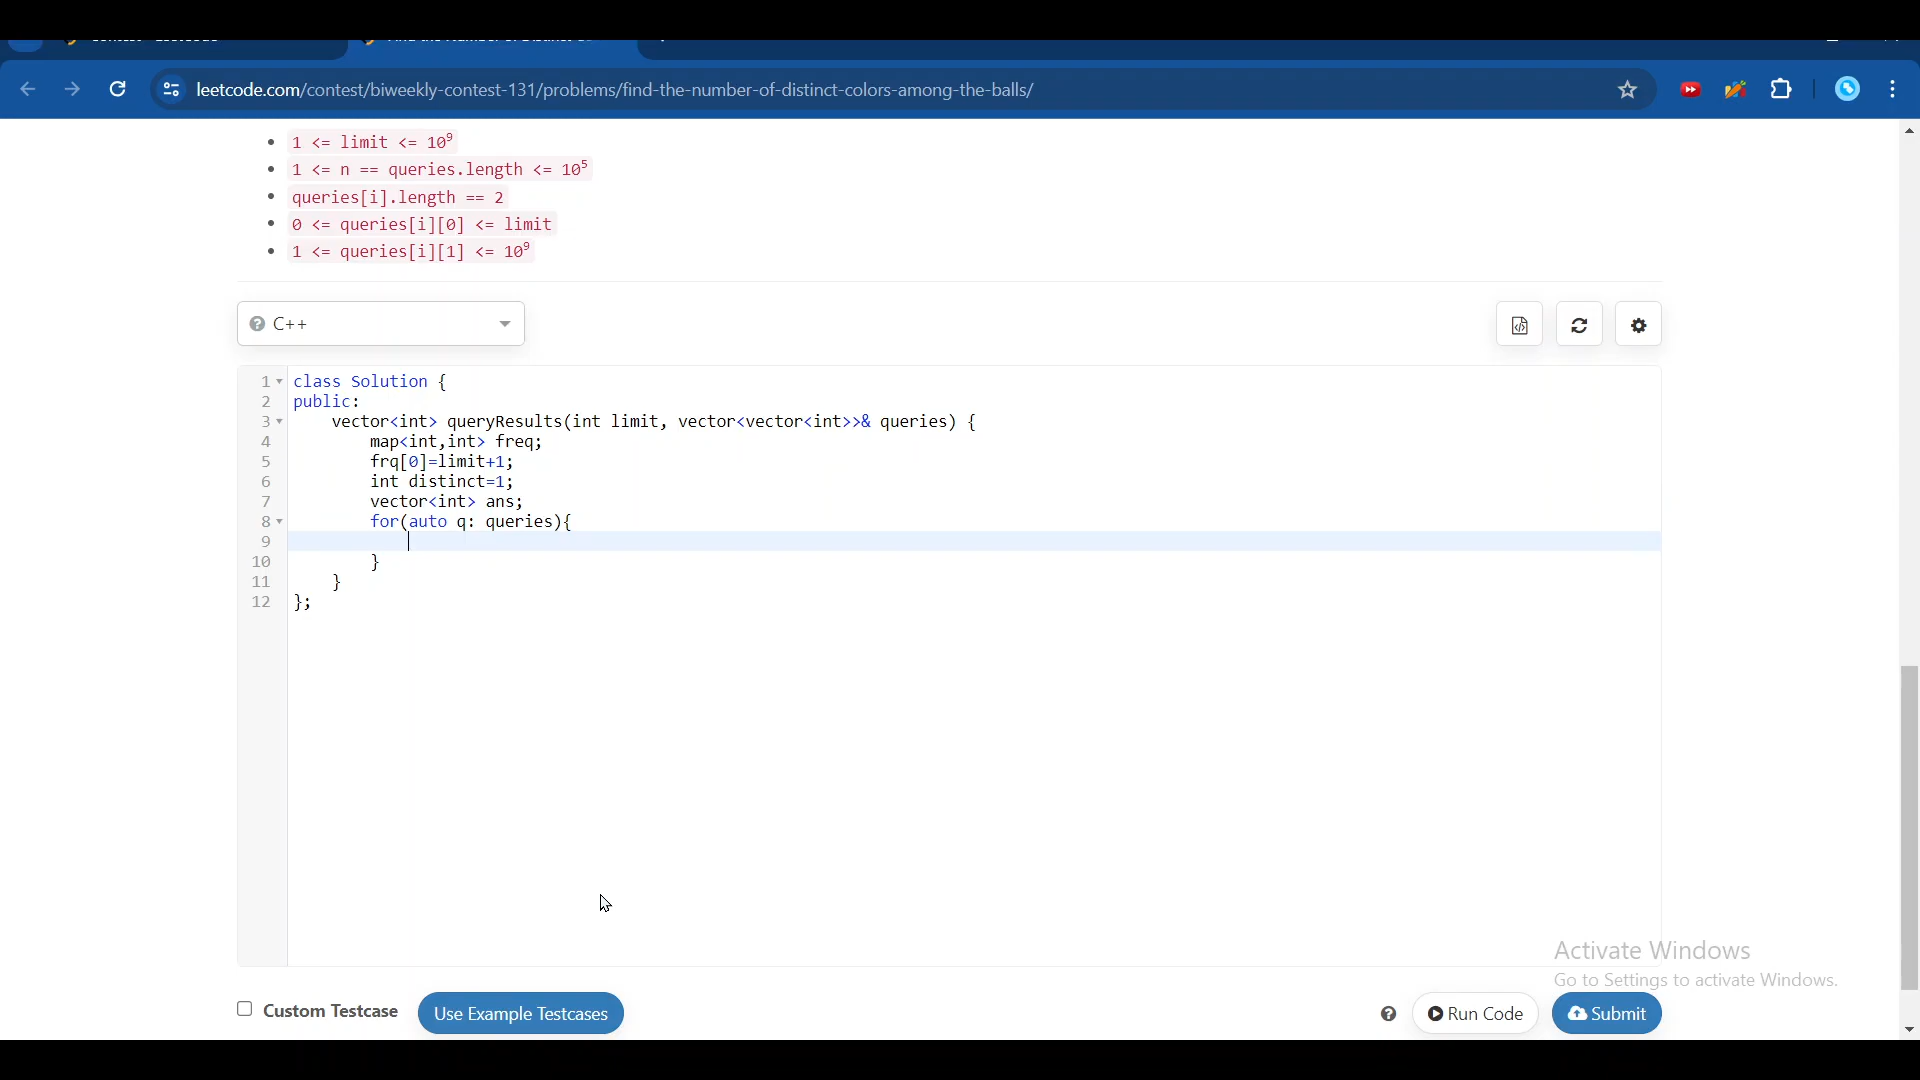 leetcode.com/contest/biweekly-contest-131/problems/find-the-number-of-distinct-colors-among-the-balls/
1 <= limit <= 10⁹
1 <= n == queries.length <= 10⁵
queries[i].length == 2
0 <= queries[i][0] <= limit
1 <= queries[i][1] <= 10⁹
C++
1 class Solution {
2 public:
3 vector<int> queryResults(int limit, vector<vector<int>>& queries) {
4 map<int,int> freq;
5 frq[0]=limit+1;
6 int distinct=1;
7 vector<int> ans;
8 for(auto q: queries){
9
10 }
11 }
12 };
Activate Windows
Go to Settings to activate Windows.
Custom Testcase Use Example Testcases Run Code Submit